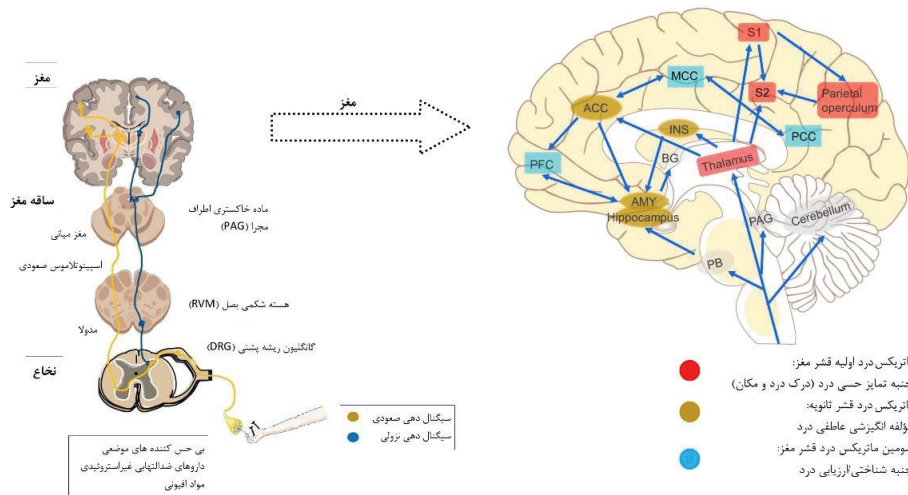 مغز
ساقه مغز
ماده خاکستری اطراف
مجرا (PAG)
مغز میانی
اسپینوتلاموس صعودی
هسته شکمی بصل (RVM)
مدولا
گانگلیون ریشه پشتی (DRG)
نخاع
سیگنال دهی صعودی
سیگنال دهی نزولی
بی حس کننده های موضعی
داروهای ضدالتهابی غیراستروئیدی
مواد افیونی
مغز
S1
MCC
S2
Parietal
operculum
ACC
INS
PCC
PFC
BG
Thalamus
AMY
Hippocampus
PAG
Cerebellum
PB
اتریکس درد اولیه قشر مغز:
جنبه تمایز حسی درد (درک درد و مکان)
اتریکس درد قشر ثانویه:
ؤلفه انگیزشی عاطفی درد
سومین ماتریکس درد قشر مغز:
جنبه شناختی/ارزیابی درد